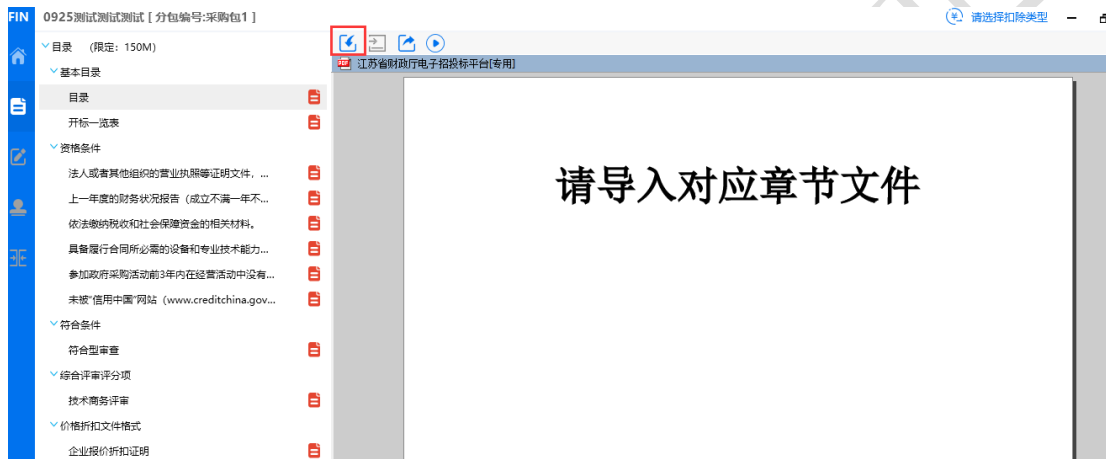 FIN 0925测试测试测试 [ 分包编号:采购包1 ] 请选择扣除类型
目录 (限定: 150M)
江苏省财政厅电子招投标平台[专用]
基本目录
目录
开标一览表
资格条件
法人或者其他组织的营业执照等证明文件, ...
上一年度的财务状况报告（成立不满一年不...
依法缴纳税收和社会保障资金的相关材料。
具备履行合同所必需的设备和专业技术能力...
参加政府采购活动前3年内在经营活动中没有...
未被"信用中国"网站（www.creditchina.gov...
符合条件
符合型审查
综合评审评分项
技术商务评审
价格折扣文件格式
企业报价折扣证明
请导入对应章节文件